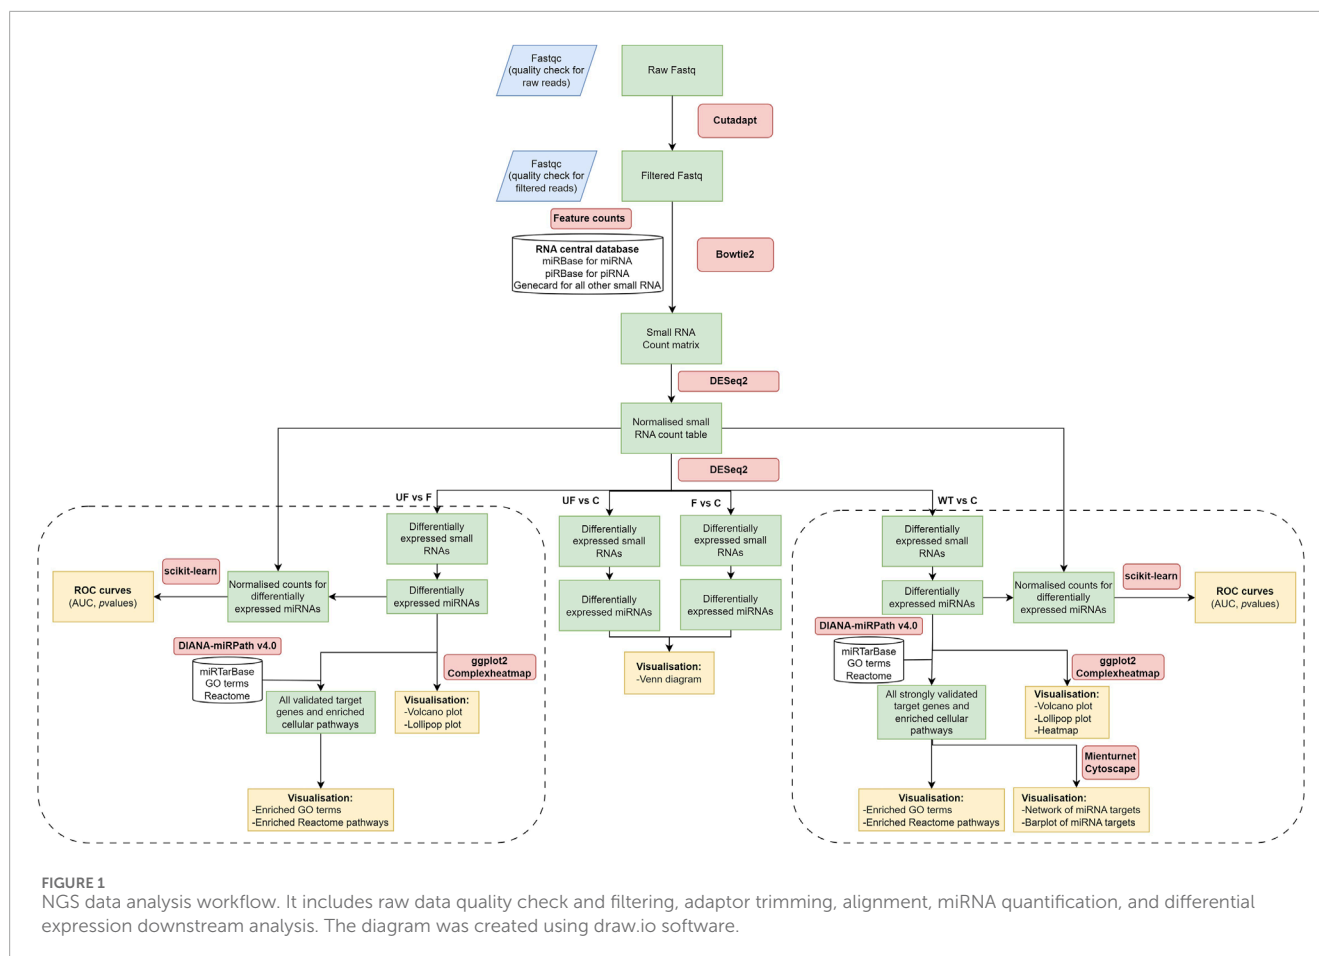 Fastqc
(quality check for
raw reads)
Raw Fastq
Cutadapt
Fastqc
(quality check for
filtered reads)
Filtered Fastq
Feature counts
RNA central database
miRBase for miRNA
piRBase for piRNA
Genecard for all other small RNA
Bowtie2
Small RNA
Count matrix
DESeq2
Normalised small
RNA count table
DESeq2
UF vs F
UF vs C
F vs C
WT vs C
Differentially
expressed small
RNAs
Differentially
expressed small
RNAs
Differentially
expressed small
RNAs
Differentially
expressed small
RNAs
scikit-learn
ROC curves
(AUC, pvalues)
Normalised counts for
differentially
expressed miRNAs
Differentially
expressed miRNAs
Differentially
expressed miRNAs
Differentially
expressed miRNAs
Differentially
expressed miRNAs
Normalised counts for
differentially
expressed miRNAs
scikit-learn
ROC curves
(AUC, pvalues)
DIANA-miRPath v4.0
miRTarBase
GO terms
Reactome
ggplot2
Complexheatmap
All validated target
genes and enriched
cellular pathways
Visualisation:
-Volcano plot
-Lollipop plot
Visualisation:
-Enriched GO terms
-Enriched Reactome pathways
Visualisation:
-Venn diagram
DIANA-miRPath v4.0
miRTarBase
GO terms
Reactome
ggplot2
Complexheatmap
All strongly validated
target genes and
enriched cellular
pathways
Visualisation:
-Volcano plot
-Lollipop plot
-Heatmap
Mienturnet
Cytoscape
Visualisation:
-Enriched GO terms
-Enriched Reactome pathways
Visualisation:
-Network of miRNA targets
-Barplot of miRNA targets
FIGURE 1
NGS data analysis workflow. It includes raw data quality check and filtering, adaptor trimming, alignment, miRNA quantification, and differential
expression downstream analysis. The diagram was created using draw.io software.